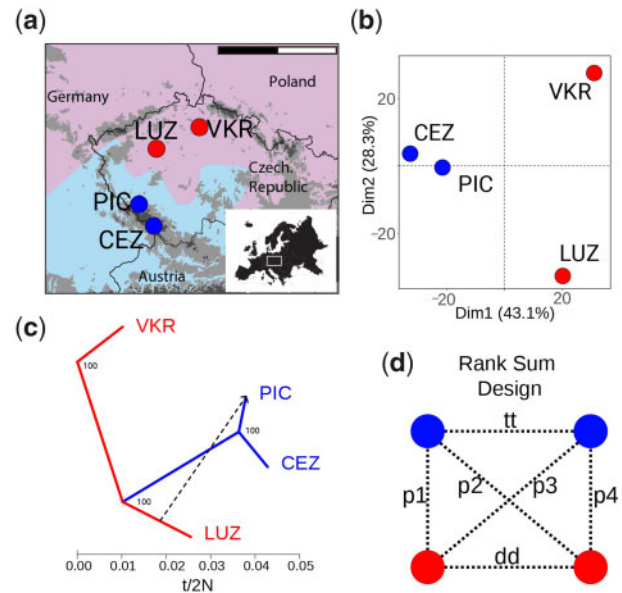 (a)
Germany
Poland
LUZ
VKR
Czech.
Republic
PIC
CEZ
Austria
(b)
Dim2 (28.3%)
20
−20
VKR
CEZ
PIC
LUZ
−20
20
Dim1 (43.1%)
(c)
VKR
100
PIC
100
CEZ
100
LUZ
0.00 0.01 0.02 0.03 0.04 0.05
t/2N
(d)
Rank Sum
Design
tt
p1
p2
p3
p4
dd